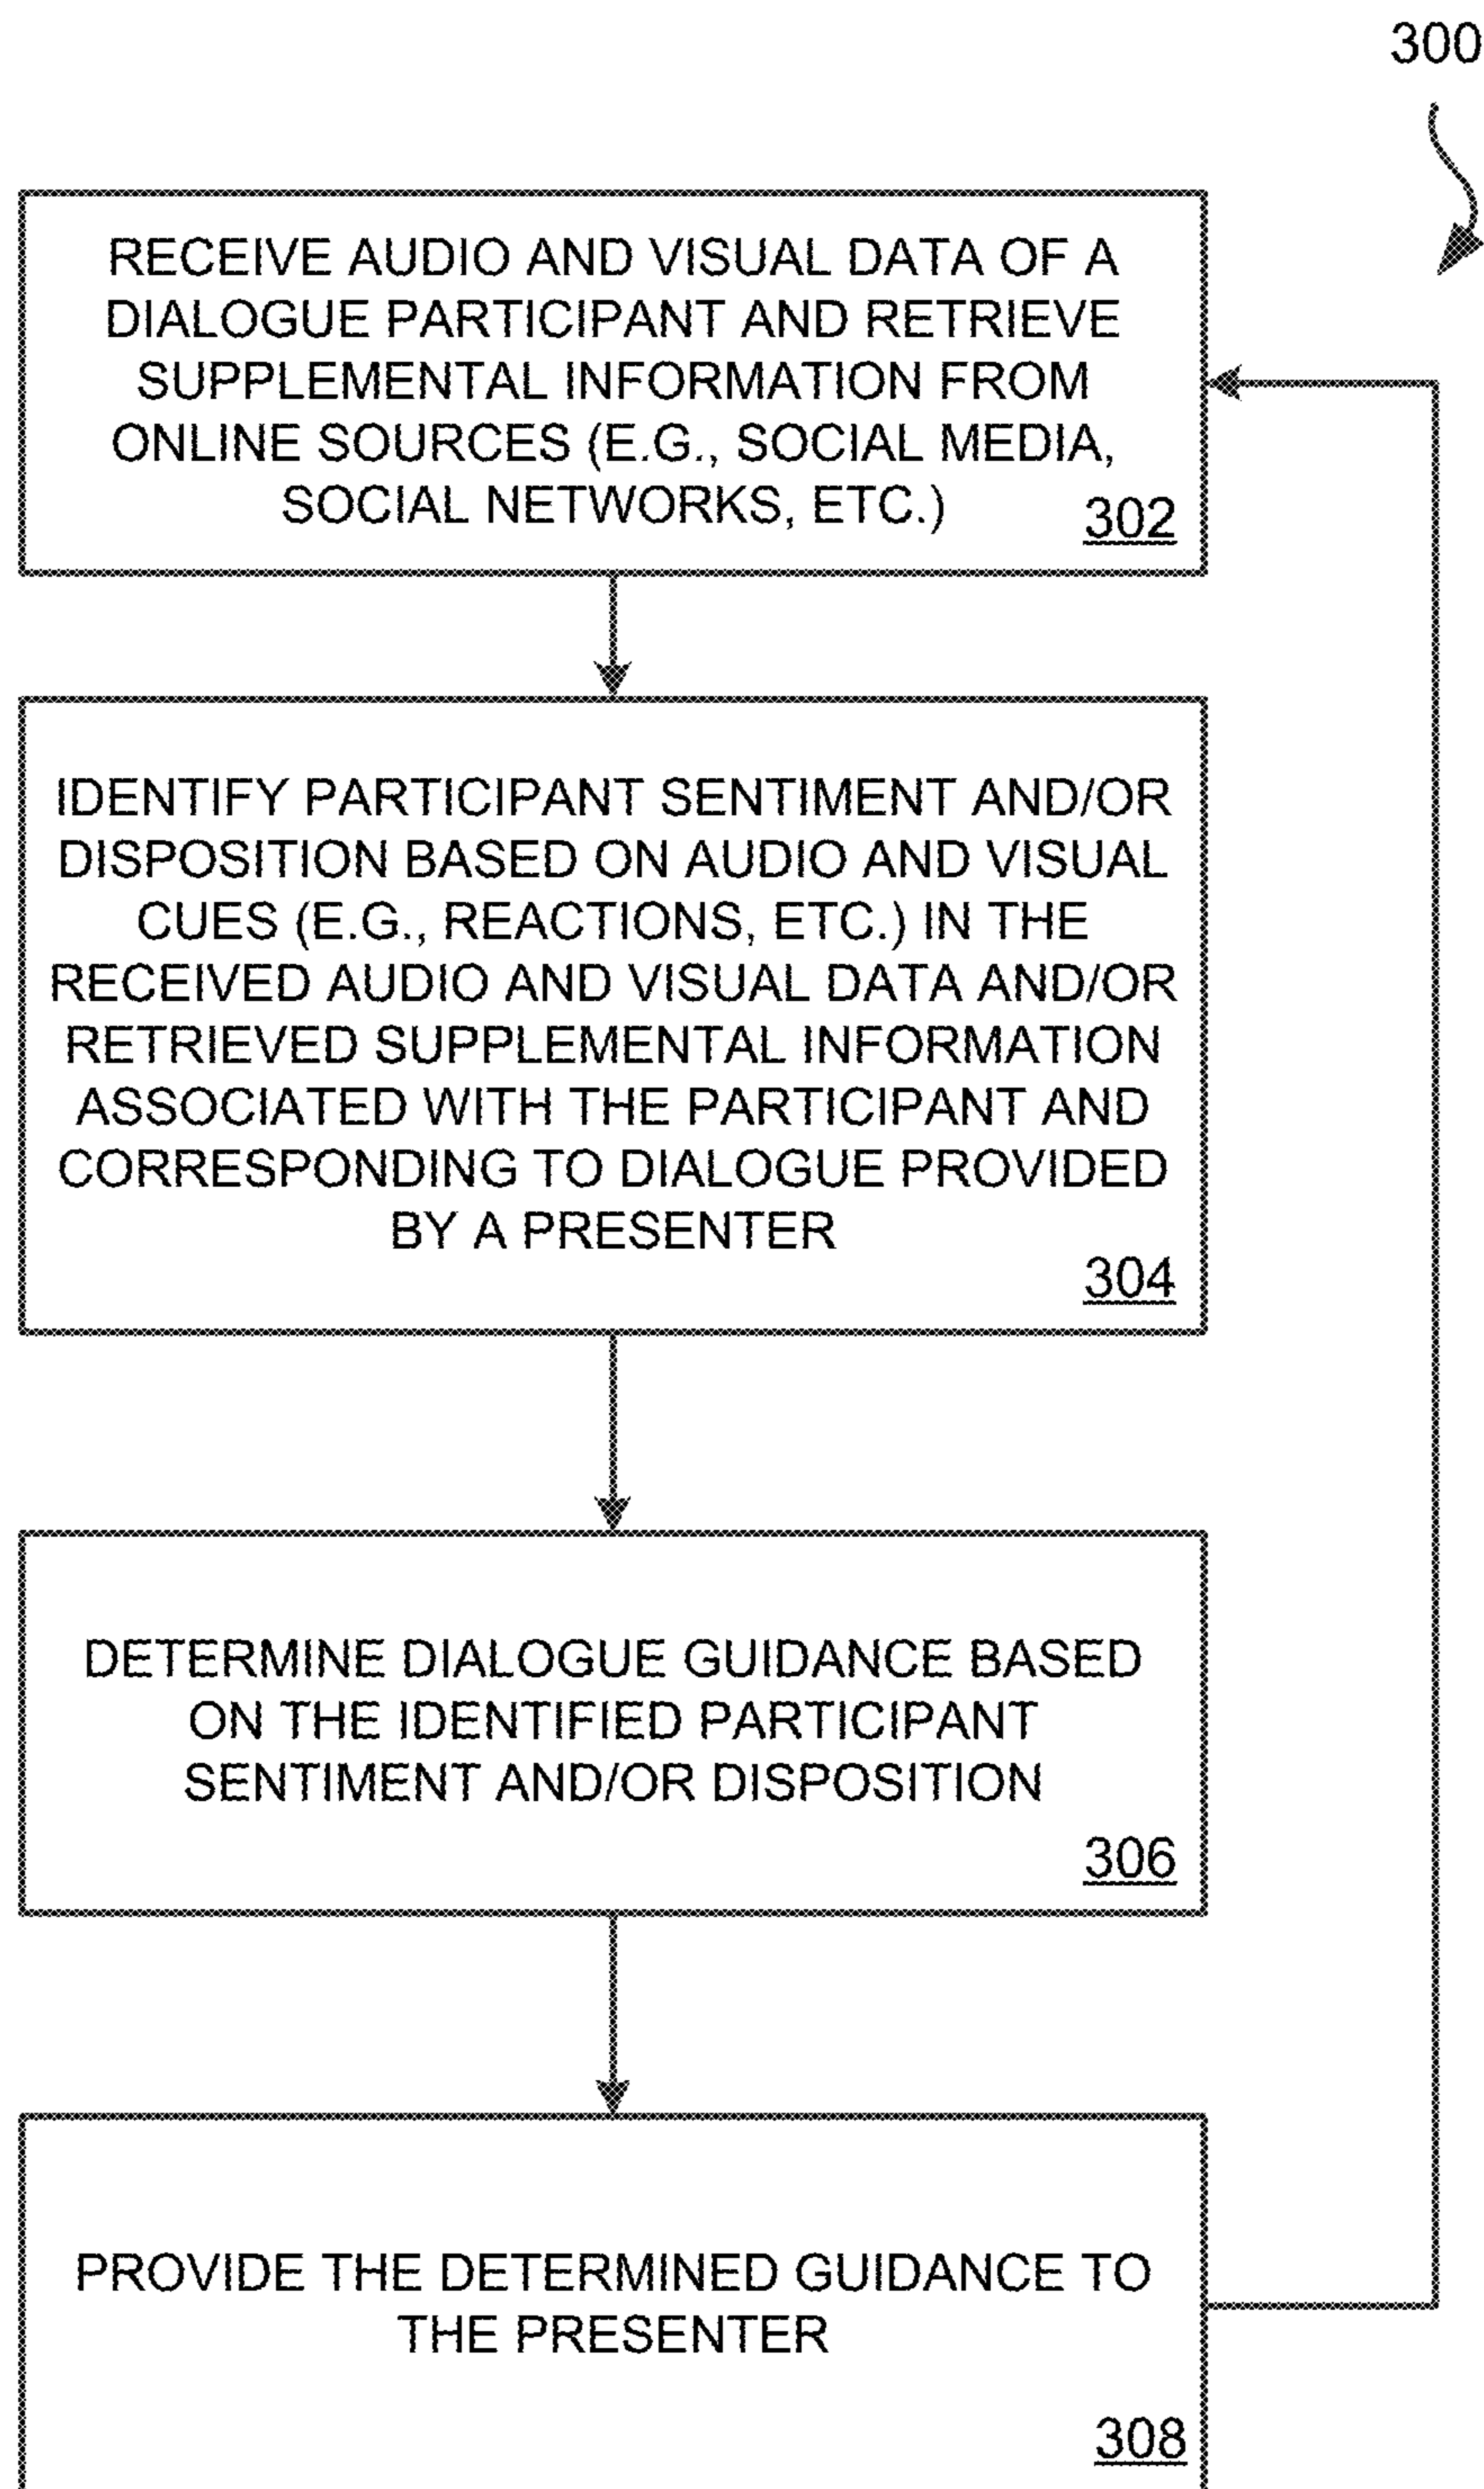 300
RECEIVE AUDIO AND VISUAL DATA OF A
DIALOGUE PARTICIPANT AND RETRIEVE
SUPPLEMENTAL INFORMATION FROM
ONLINE SOURCES (E.G., SOCIAL MEDIA,
SOCIAL NETWORKS, ETC.)
302
IDENTIFY PARTICIPANT SENTIMENT AND/OR
DISPOSITION BASED ON AUDIO AND VISUAL
CUES (E.G., REACTIONS, ETC.) IN THE
RECEIVED AUDIO AND VISUAL DATA AND/OR
RETRIEVED SUPPLEMENTAL INFORMATION
ASSOCIATED WITH THE PARTICIPANT AND
CORRESPONDING TO DIALOGUE PROVIDED
BY A PRESENTER
304
DETERMINE DIALOGUE GUIDANCE BASED
ON THE IDENTIFIED PARTICIPANT
SENTIMENT AND/OR DISPOSITION
306
PROVIDE THE DETERMINED GUIDANCE TO
THE PRESENTER
308